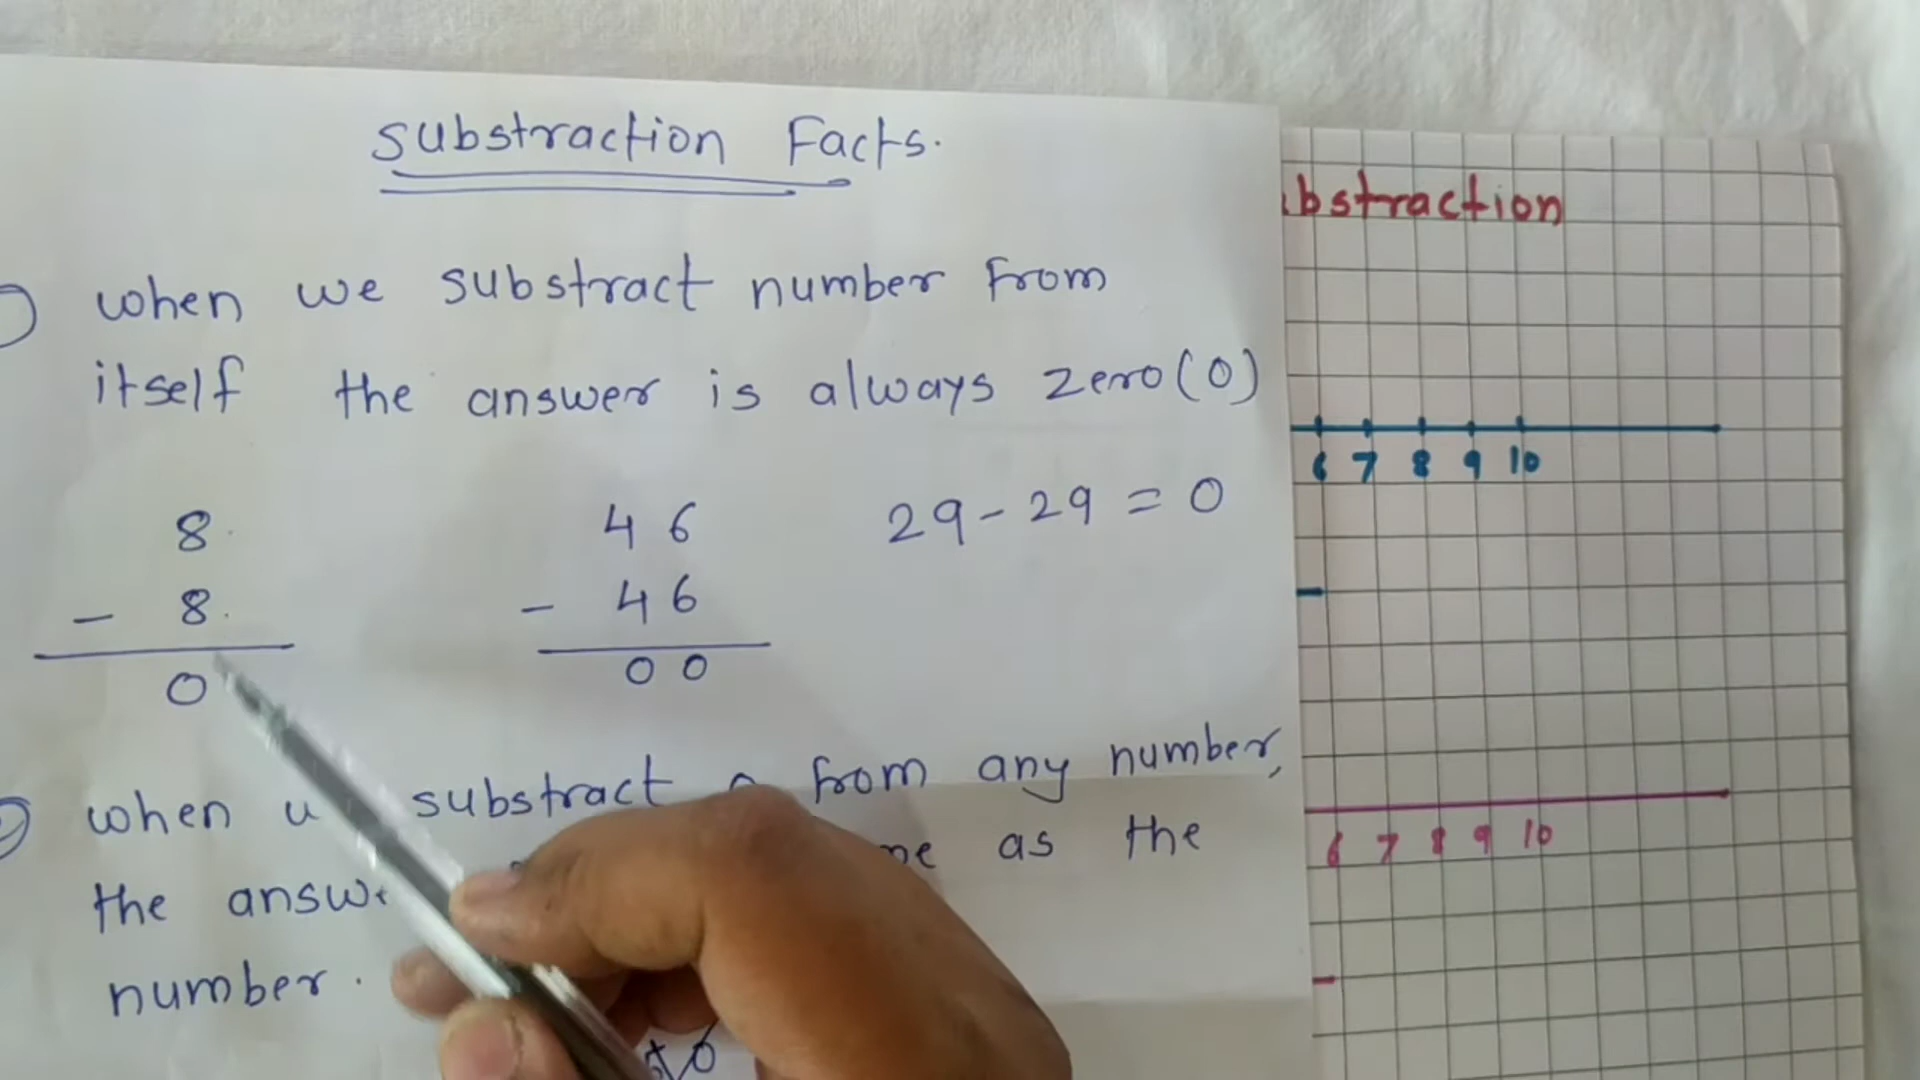 substraction Facts.
when we substract number from
itself the answer is always zero(0)
8
- 8
0
46
- 46
00
29-29 = 0
when substract from any number,
the as the
number.
bstraction
6 7 8 9 10
6 7 8 9 10